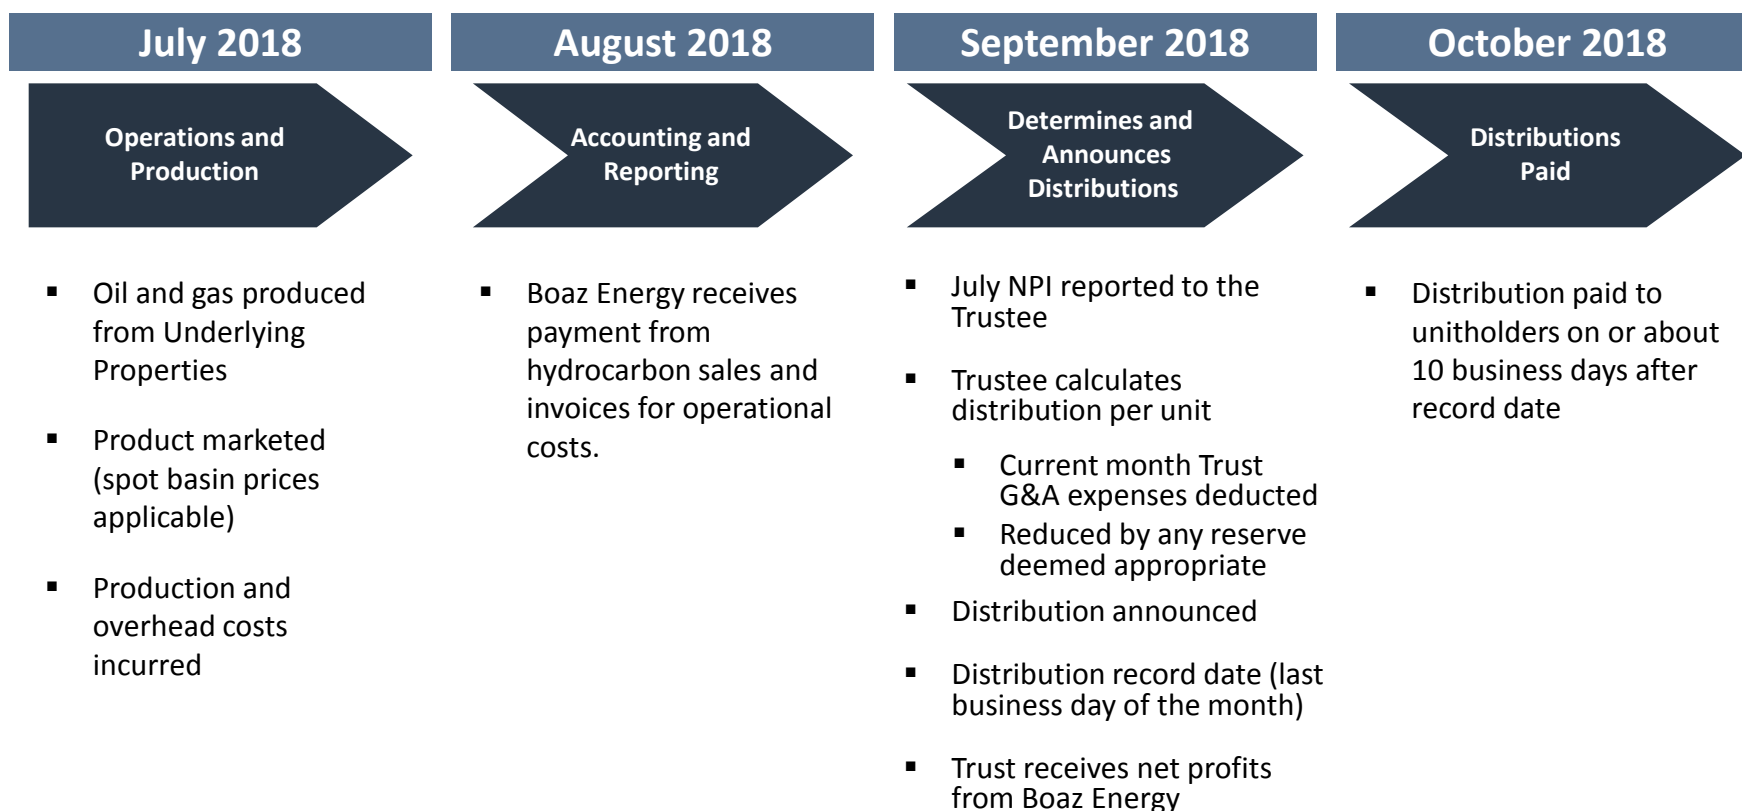 July 2018
Operations and
Production
▪ Oil and gas produced
from Underlying
Properties
▪ Product marketed
(spot basin prices
applicable)
▪ Production and
overhead costs
incurred
August 2018
Accounting and
Reporting
▪ Boaz Energy receives
payment from
hydrocarbon sales and
invoices for operational
costs.
September 2018
Determines and
Announces
Distributions
▪ July NPI reported to the
Trustee
▪ Trustee calculates
distribution per unit
▪ Current month Trust
G&A expenses deducted
▪ Reduced by any reserve
deemed appropriate
▪ Distribution announced
▪ Distribution record date (last
business day of the month)
▪ Trust receives net profits
from Boaz Energy
October 2018
Distributions
Paid
▪ Distribution paid to
unitholders on or about
10 business days after
record date